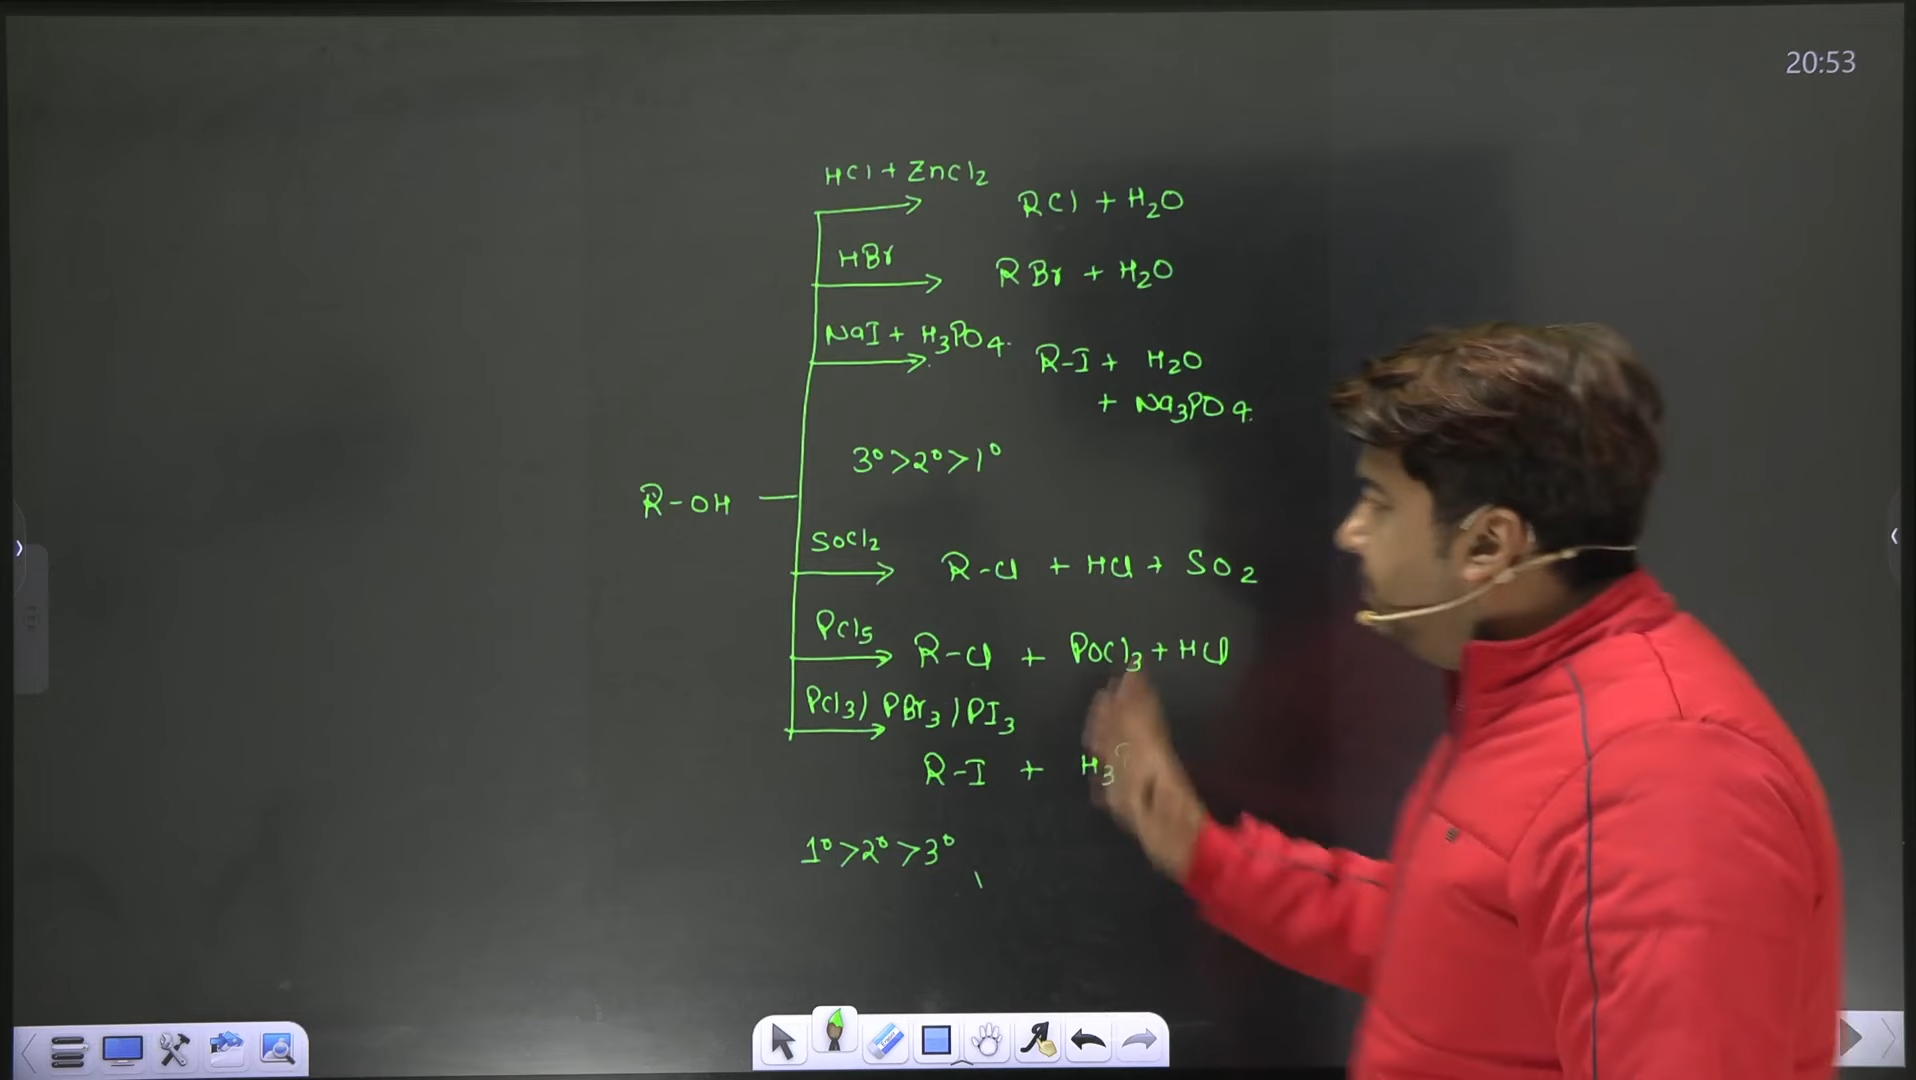 20:53
HCl + ZnCl2
RCl + H2O
HBr
RBr + H2O
NaI + H3PO4.
R-I + H2O
+ Na3PO4.
3° > 2° > 1°
R-OH
SOCl2
R-Cl + HCl + SO2
PCl5
R-Cl + POCl3 + HCl
PCl3/ PBr3 / PI3
R-I + H3P
1° > 2° > 3°